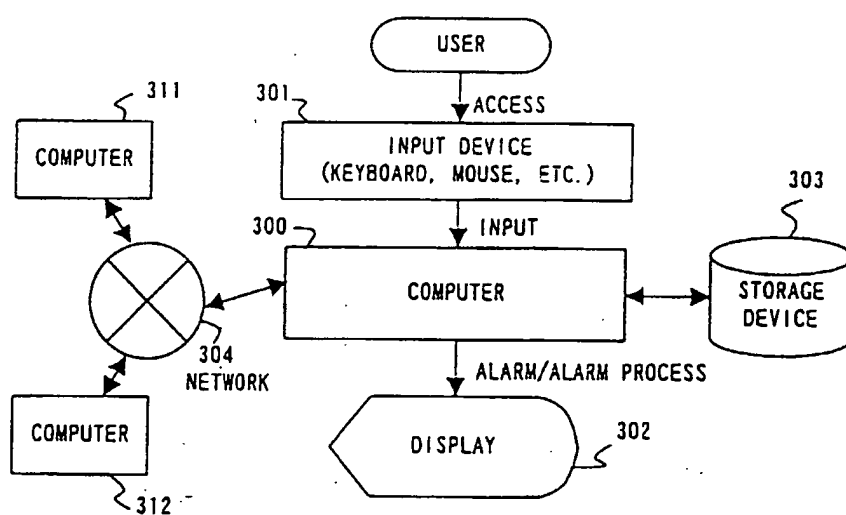 USER
ACCESS
311
301
COMPUTER
INPUT DEVICE
(KEYBOARD, MOUSE, ETC.)
303
300
INPUT
COMPUTER
STORAGE
DEVICE
304
NETWORK
ALARM/ALARM PROCESS
COMPUTER
DISPLAY
302
312